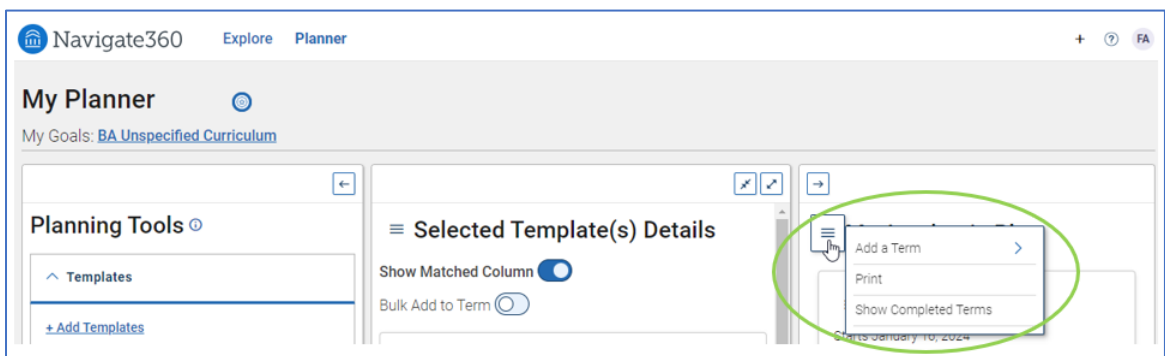 Navigate360 Explore Planner + ? FA
My Planner
My Goals: BA Unspecified Curriculum
Planning Tools
Templates
+ Add Templates
Selected Template(s) Details
Show Matched Column
Bulk Add to Term
Add a Term
Print
Show Completed Terms
Starts January 16, 2024